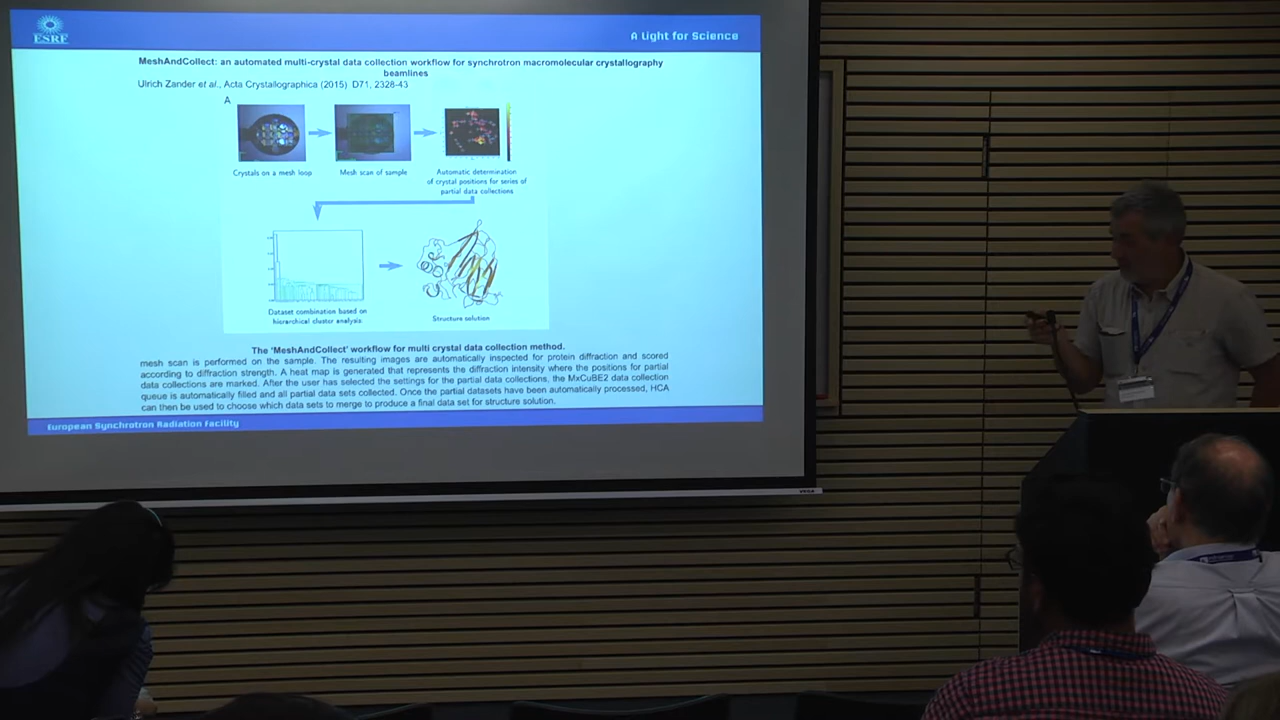 ESRF
A Light for Science
MeshAndCollect: an automated multi-crystal data collection workflow for synchrotron macromolecular crystallography
beamlines
Ulrich Zander et al., Acta Crystallographica (2015) D71, 2328-43
A
Crystals on a mesh loop
Mesh scan of sample
Automatic determination
of crystal positions for series of
partial data collections
Dataset combination based on
hierarchical cluster analysis
Structure solution
The 'MeshAndCollect' workflow for multi crystal data collection method.
mesh scan is performed on the sample. The resulting images are automatically inspected for protein diffraction and scored
according to diffraction strength. A heat map is generated that represents the diffraction intensity where the positions for partial
data collections are marked. After the user has selected the settings for the partial data collections, the MxCuBE2 data collection
queue is automatically filled and all partial data sets collected. Once the partial datasets have been automatically processed, HCA
can then be used to choose which data sets to merge to produce a final data set for structure solution.
European Synchrotron Radiation Facility
VEGA